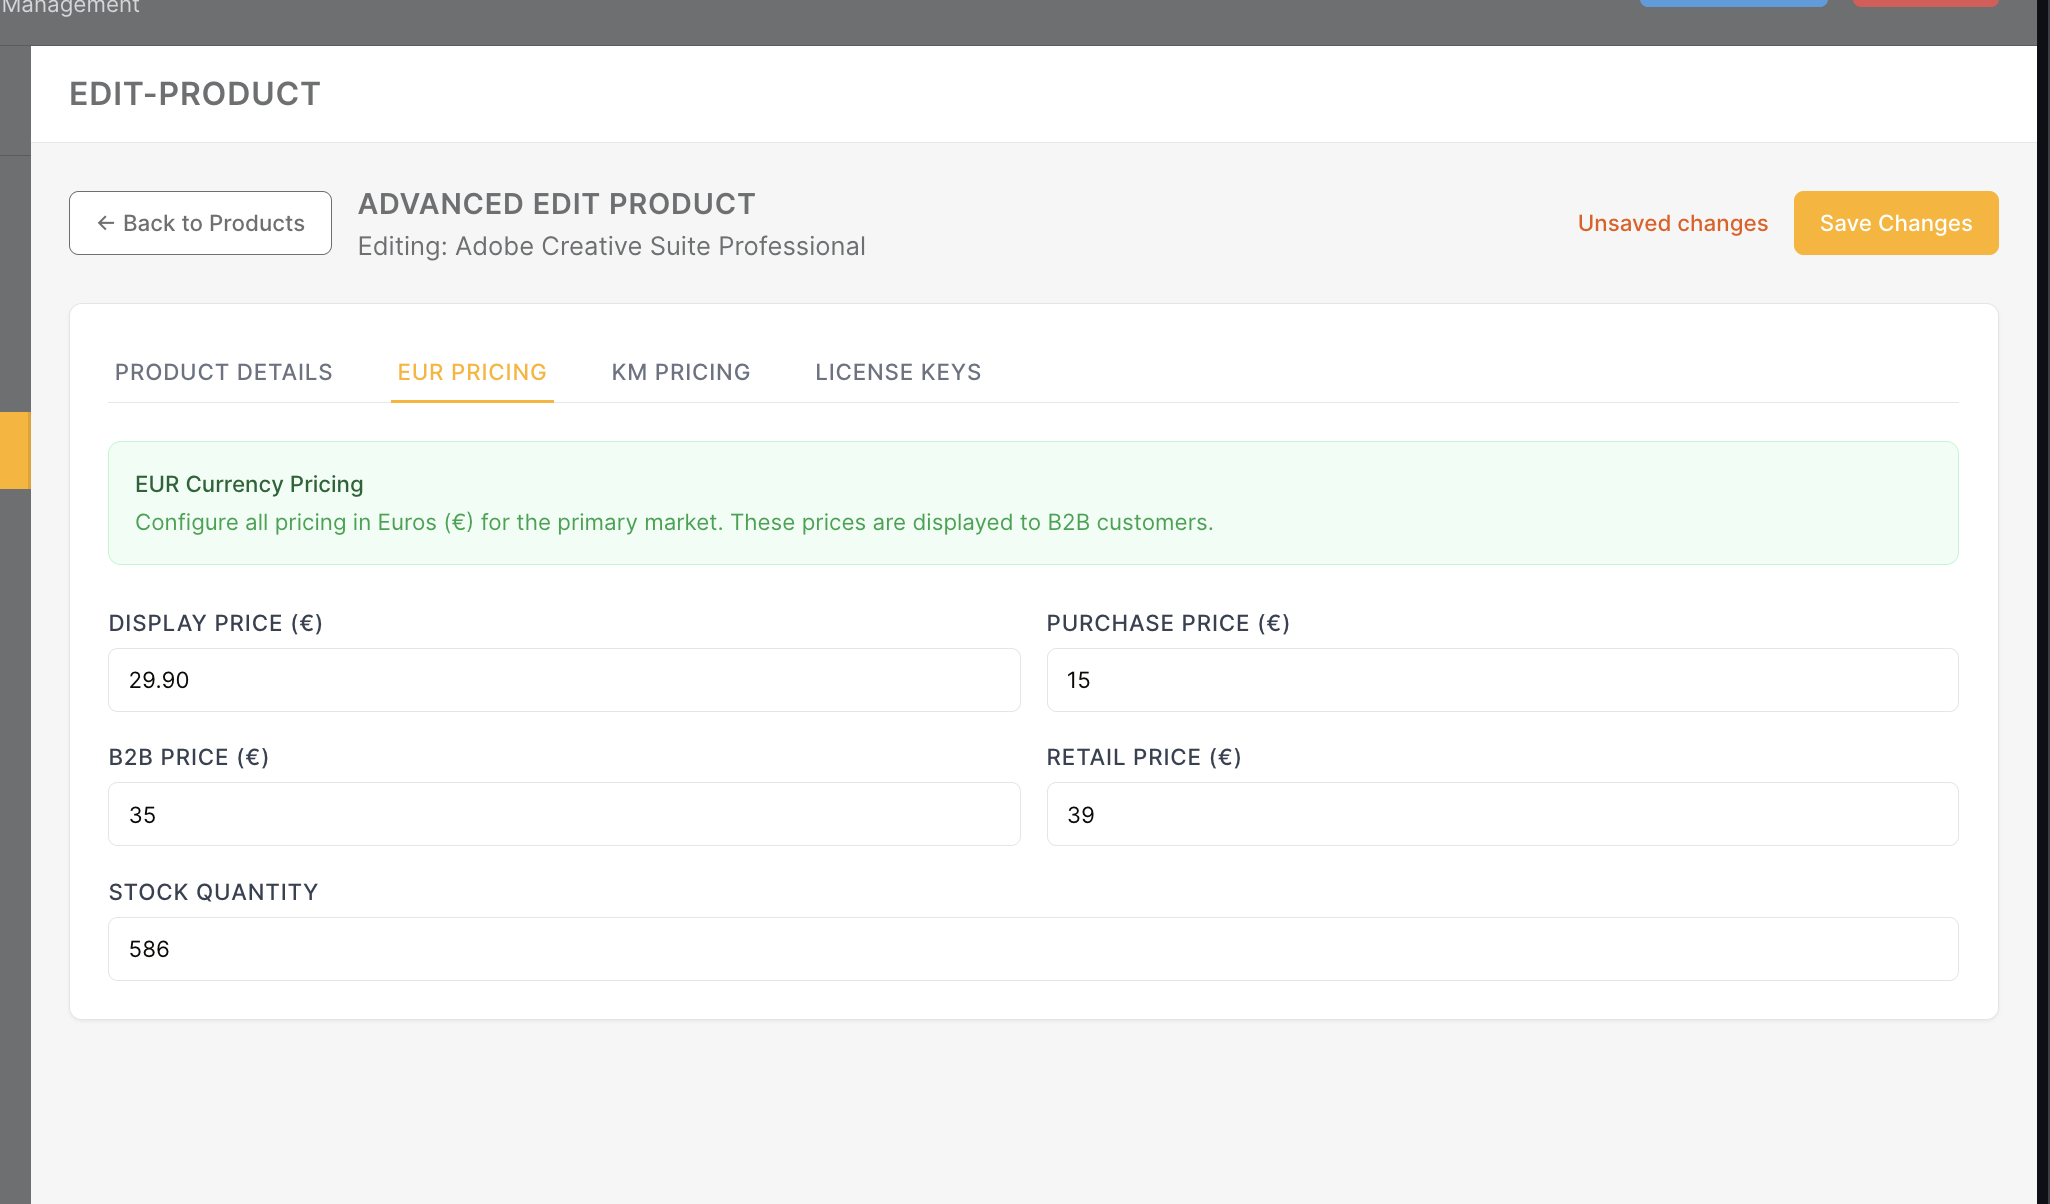 Management
EDIT-PRODUCT
← Back to Products
ADVANCED EDIT PRODUCT
Editing: Adobe Creative Suite Professional
Unsaved changes
Save Changes
PRODUCT DETAILS
EUR PRICING
KM PRICING
LICENSE KEYS
EUR Currency Pricing
Configure all pricing in Euros (€) for the primary market. These prices are displayed to B2B customers.
DISPLAY PRICE (€)
29.90
PURCHASE PRICE (€)
15
B2B PRICE (€)
35
RETAIL PRICE (€)
39
STOCK QUANTITY
586